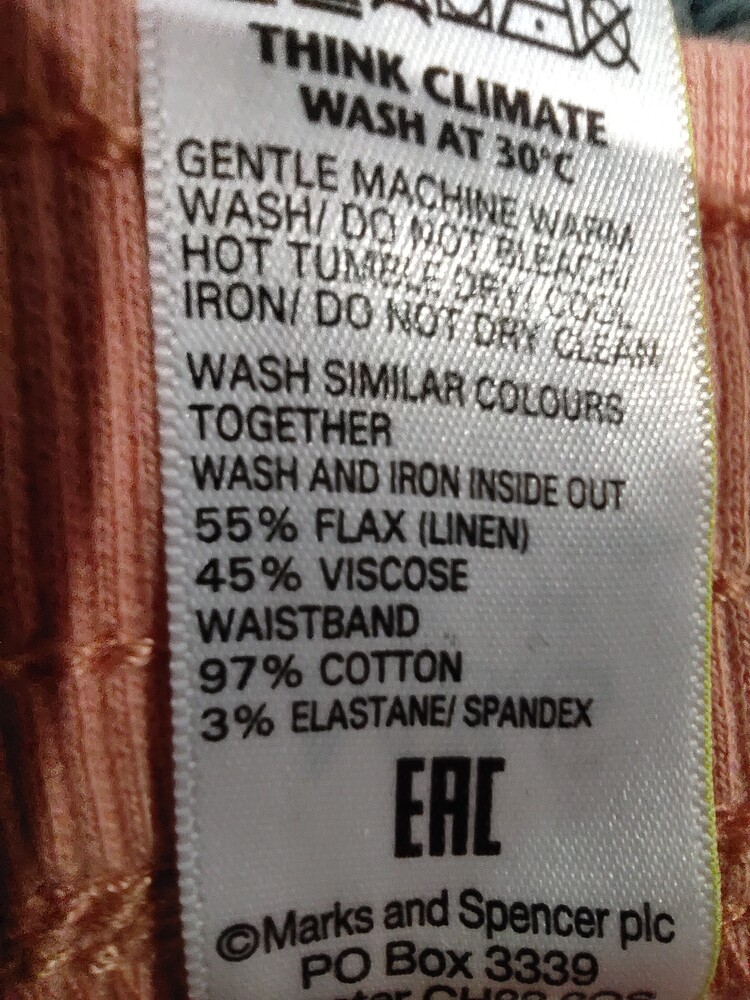 THINK CLIMATE
WASH AT 30°C
GENTLE MACHINE WARM
WASH/ DO NOT BLEACH/
HOT TUMBLE DRY/ COOL
IRON/ DO NOT DRY CLEAN
WASH SIMILAR COLOURS
TOGETHER
WASH AND IRON INSIDE OUT
55% FLAX (LINEN)
45% VISCOSE
WAISTBAND
97% COTTON
3% ELASTANE/ SPANDEX
EAC
©Marks and Spencer plc
PO Box 3339